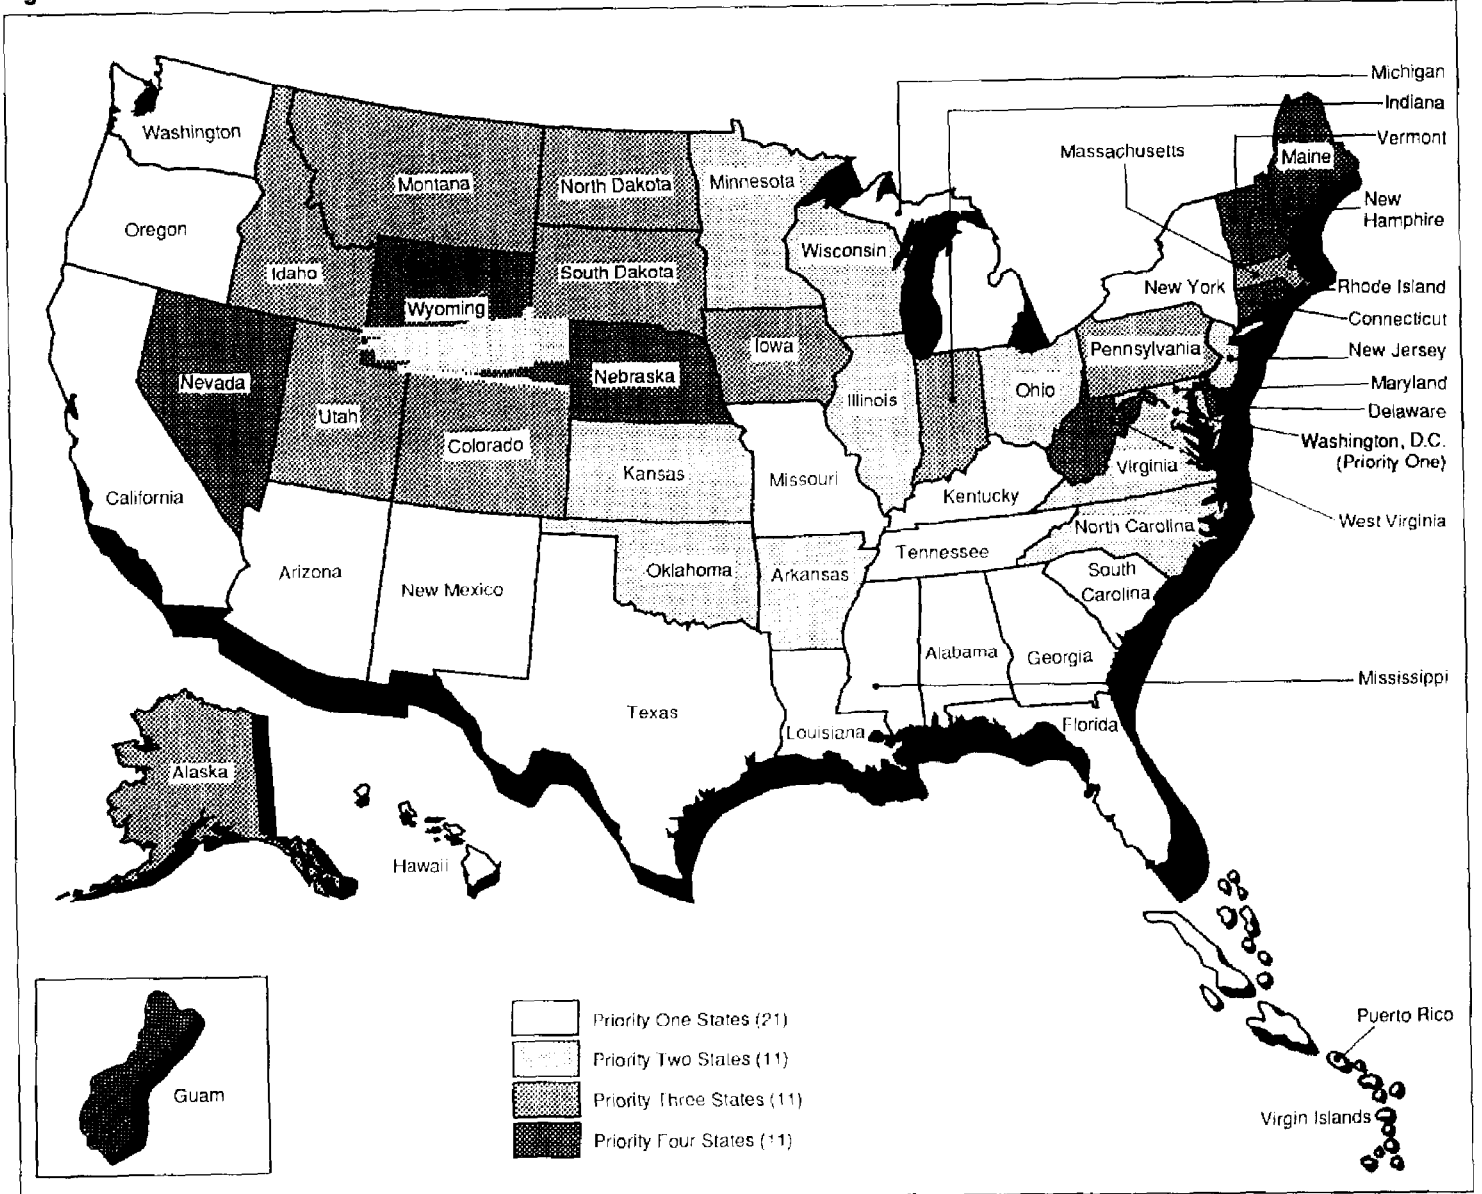 Michigan
Indiana
Vermont
Massachusetts
Maine
Washington
Montana
North Dakota
Minnesota
New
Hamphire
Oregon
Idaho
South Dakota
Wisconsin
New York
Rhode Island
Wyoming
Connecticut
Iowa
Pennsylvania
New Jersey
Nevada
Nebraska
Ohio
Maryland
Utah
Illinois
Delaware
Colorado
Kansas
Missouri
Virginia
Washington, D.C.
(Priority One)
California
Kentucky
West Virginia
North Carolina
Tennessee
Arizona
New Mexico
Oklahoma
Arkansas
South
Carolina
Alabama
Georgia
Mississippi
Texas
Louisiana
Florida
Alaska
Hawaii
Guam
Puerto Rico
Virgin Islands
Priority One States (21)
Priority Two States (11)
Priority Three States (11)
Priority Four States (11)